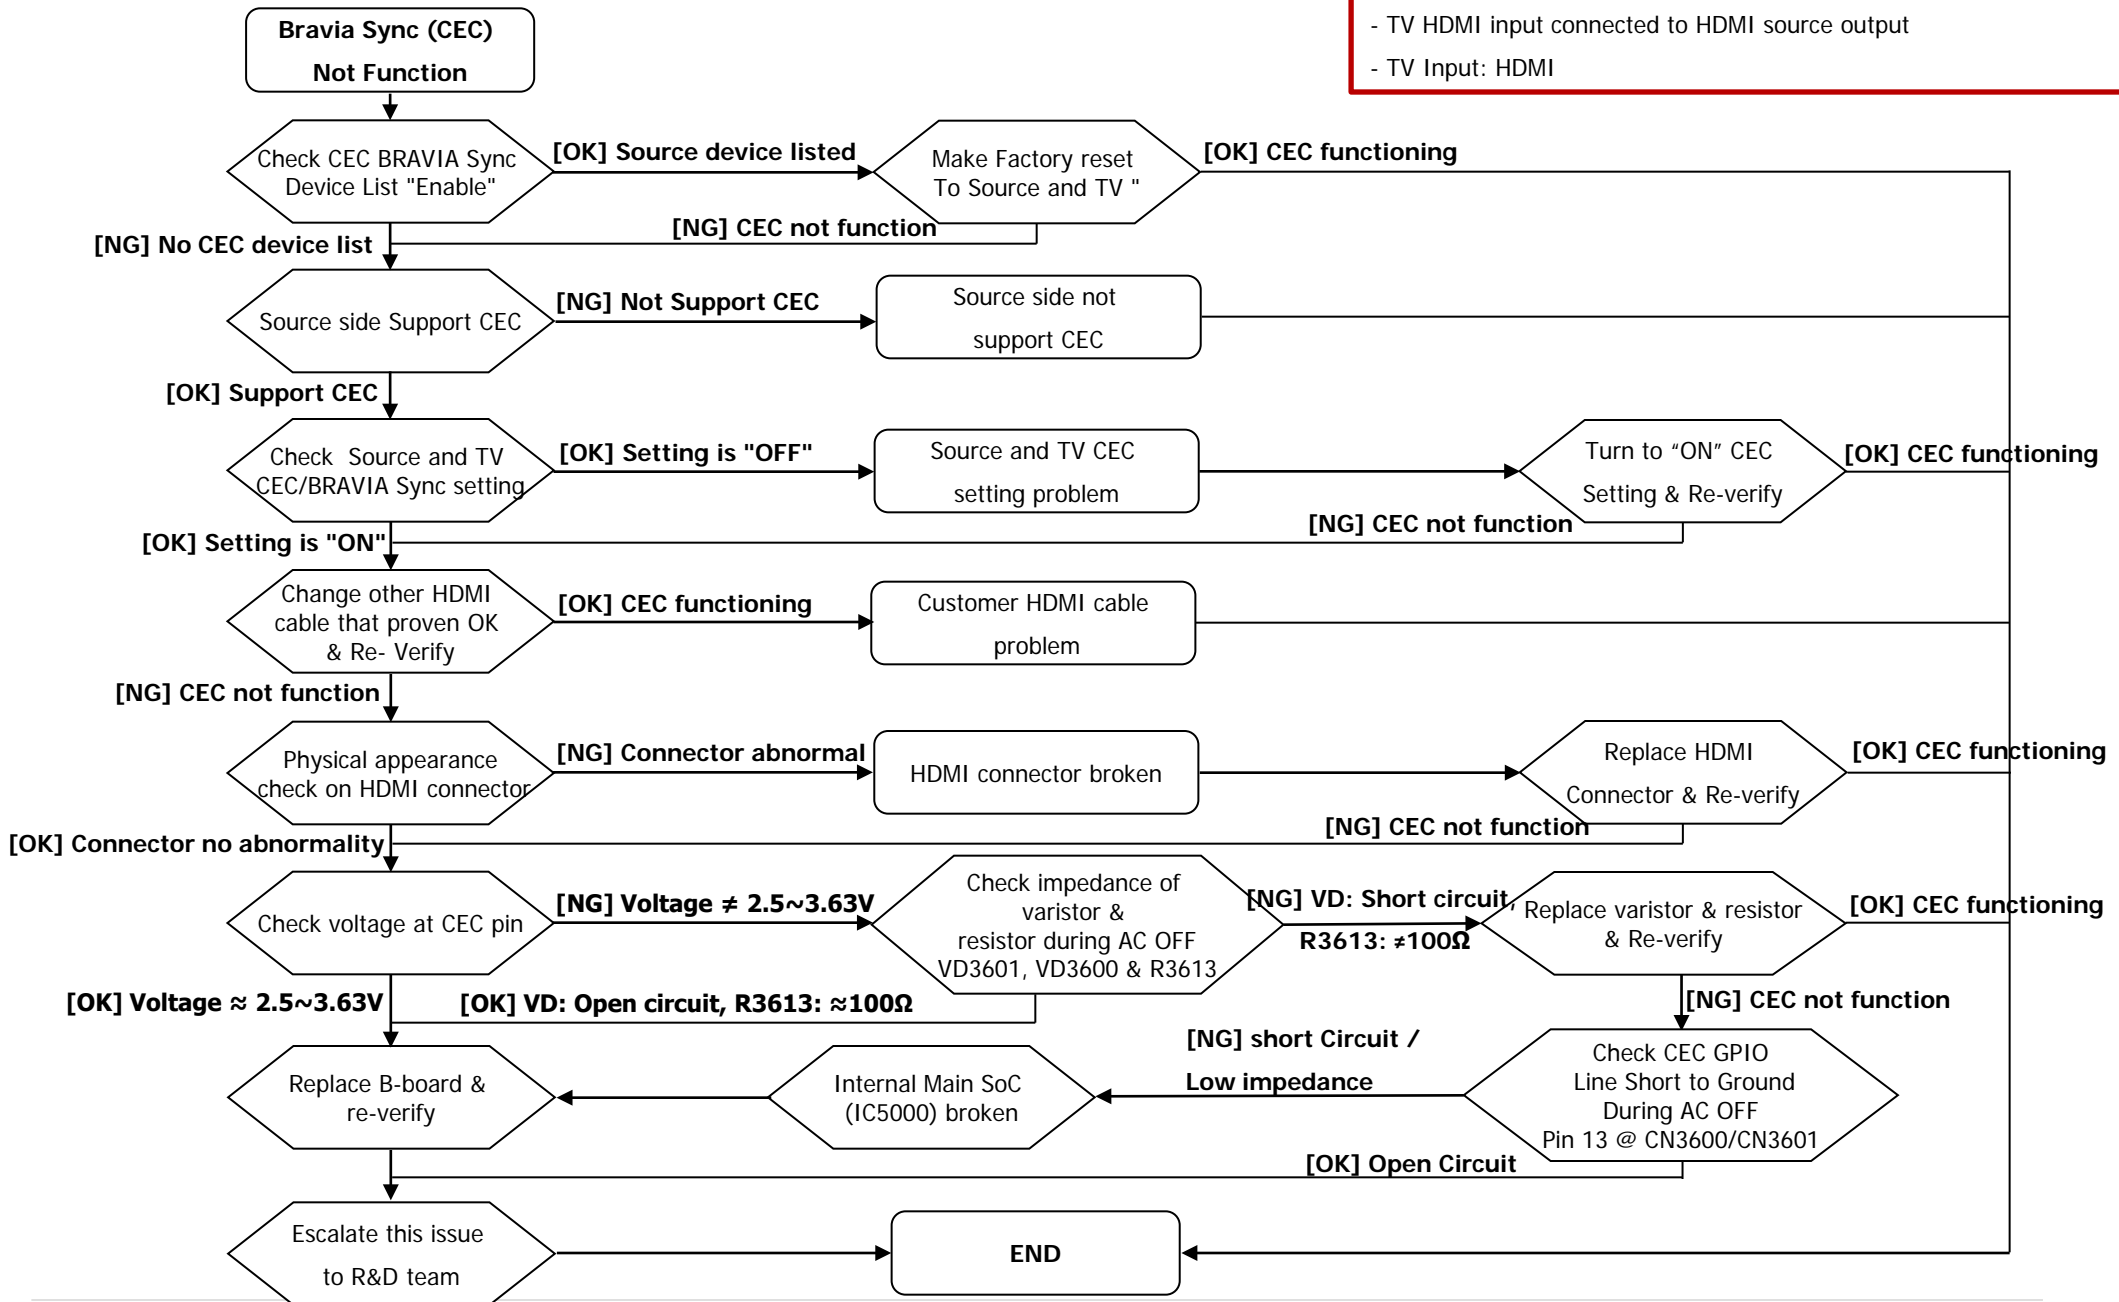 - TV HDMI input connected to HDMI source output
- TV Input: HDMI
Bravia Sync (CEC)
Not Function
Check CEC BRAVIA Sync
Device List "Enable"
[OK] Source device listed
Make Factory reset
To Source and TV "
[OK] CEC functioning
[NG] CEC not function
[NG] No CEC device list
Source side Support CEC
[NG] Not Support CEC
Source side not
support CEC
[OK] Support CEC
Check  Source and TV
CEC/BRAVIA Sync setting
[OK] Setting is "OFF"
Source and TV CEC
setting problem
Turn to “ON” CEC
Setting & Re-verify
[OK] CEC functioning
[NG] CEC not function
[OK] Setting is "ON"
Change other HDMI
cable that proven OK
& Re- Verify
[OK] CEC functioning
Customer HDMI cable
problem
[NG] CEC not function
Physical appearance
check on HDMI connector
[NG] Connector abnormal
HDMI connector broken
Replace HDMI
Connector & Re-verify
[OK] CEC functioning
[NG] CEC not function
[OK] Connector no abnormality
Check voltage at CEC pin
[NG] Voltage ≠ 2.5~3.63V
Check impedance of
varistor &
resistor during AC OFF
VD3601, VD3600 & R3613
[NG] VD: Short circuit,
R3613: ≠100Ω
Replace varistor & resistor
& Re-verify
[OK] CEC functioning
[OK] Voltage ≈ 2.5~3.63V
[OK] VD: Open circuit, R3613: ≈100Ω
[NG] CEC not function
Replace B-board &
re-verify
Internal Main SoC
(IC5000) broken
[NG] short Circuit /
Low impedance
Check CEC GPIO
Line Short to Ground
During AC OFF
Pin 13 @ CN3600/CN3601
[OK] Open Circuit
Escalate this issue
to R&D team
END